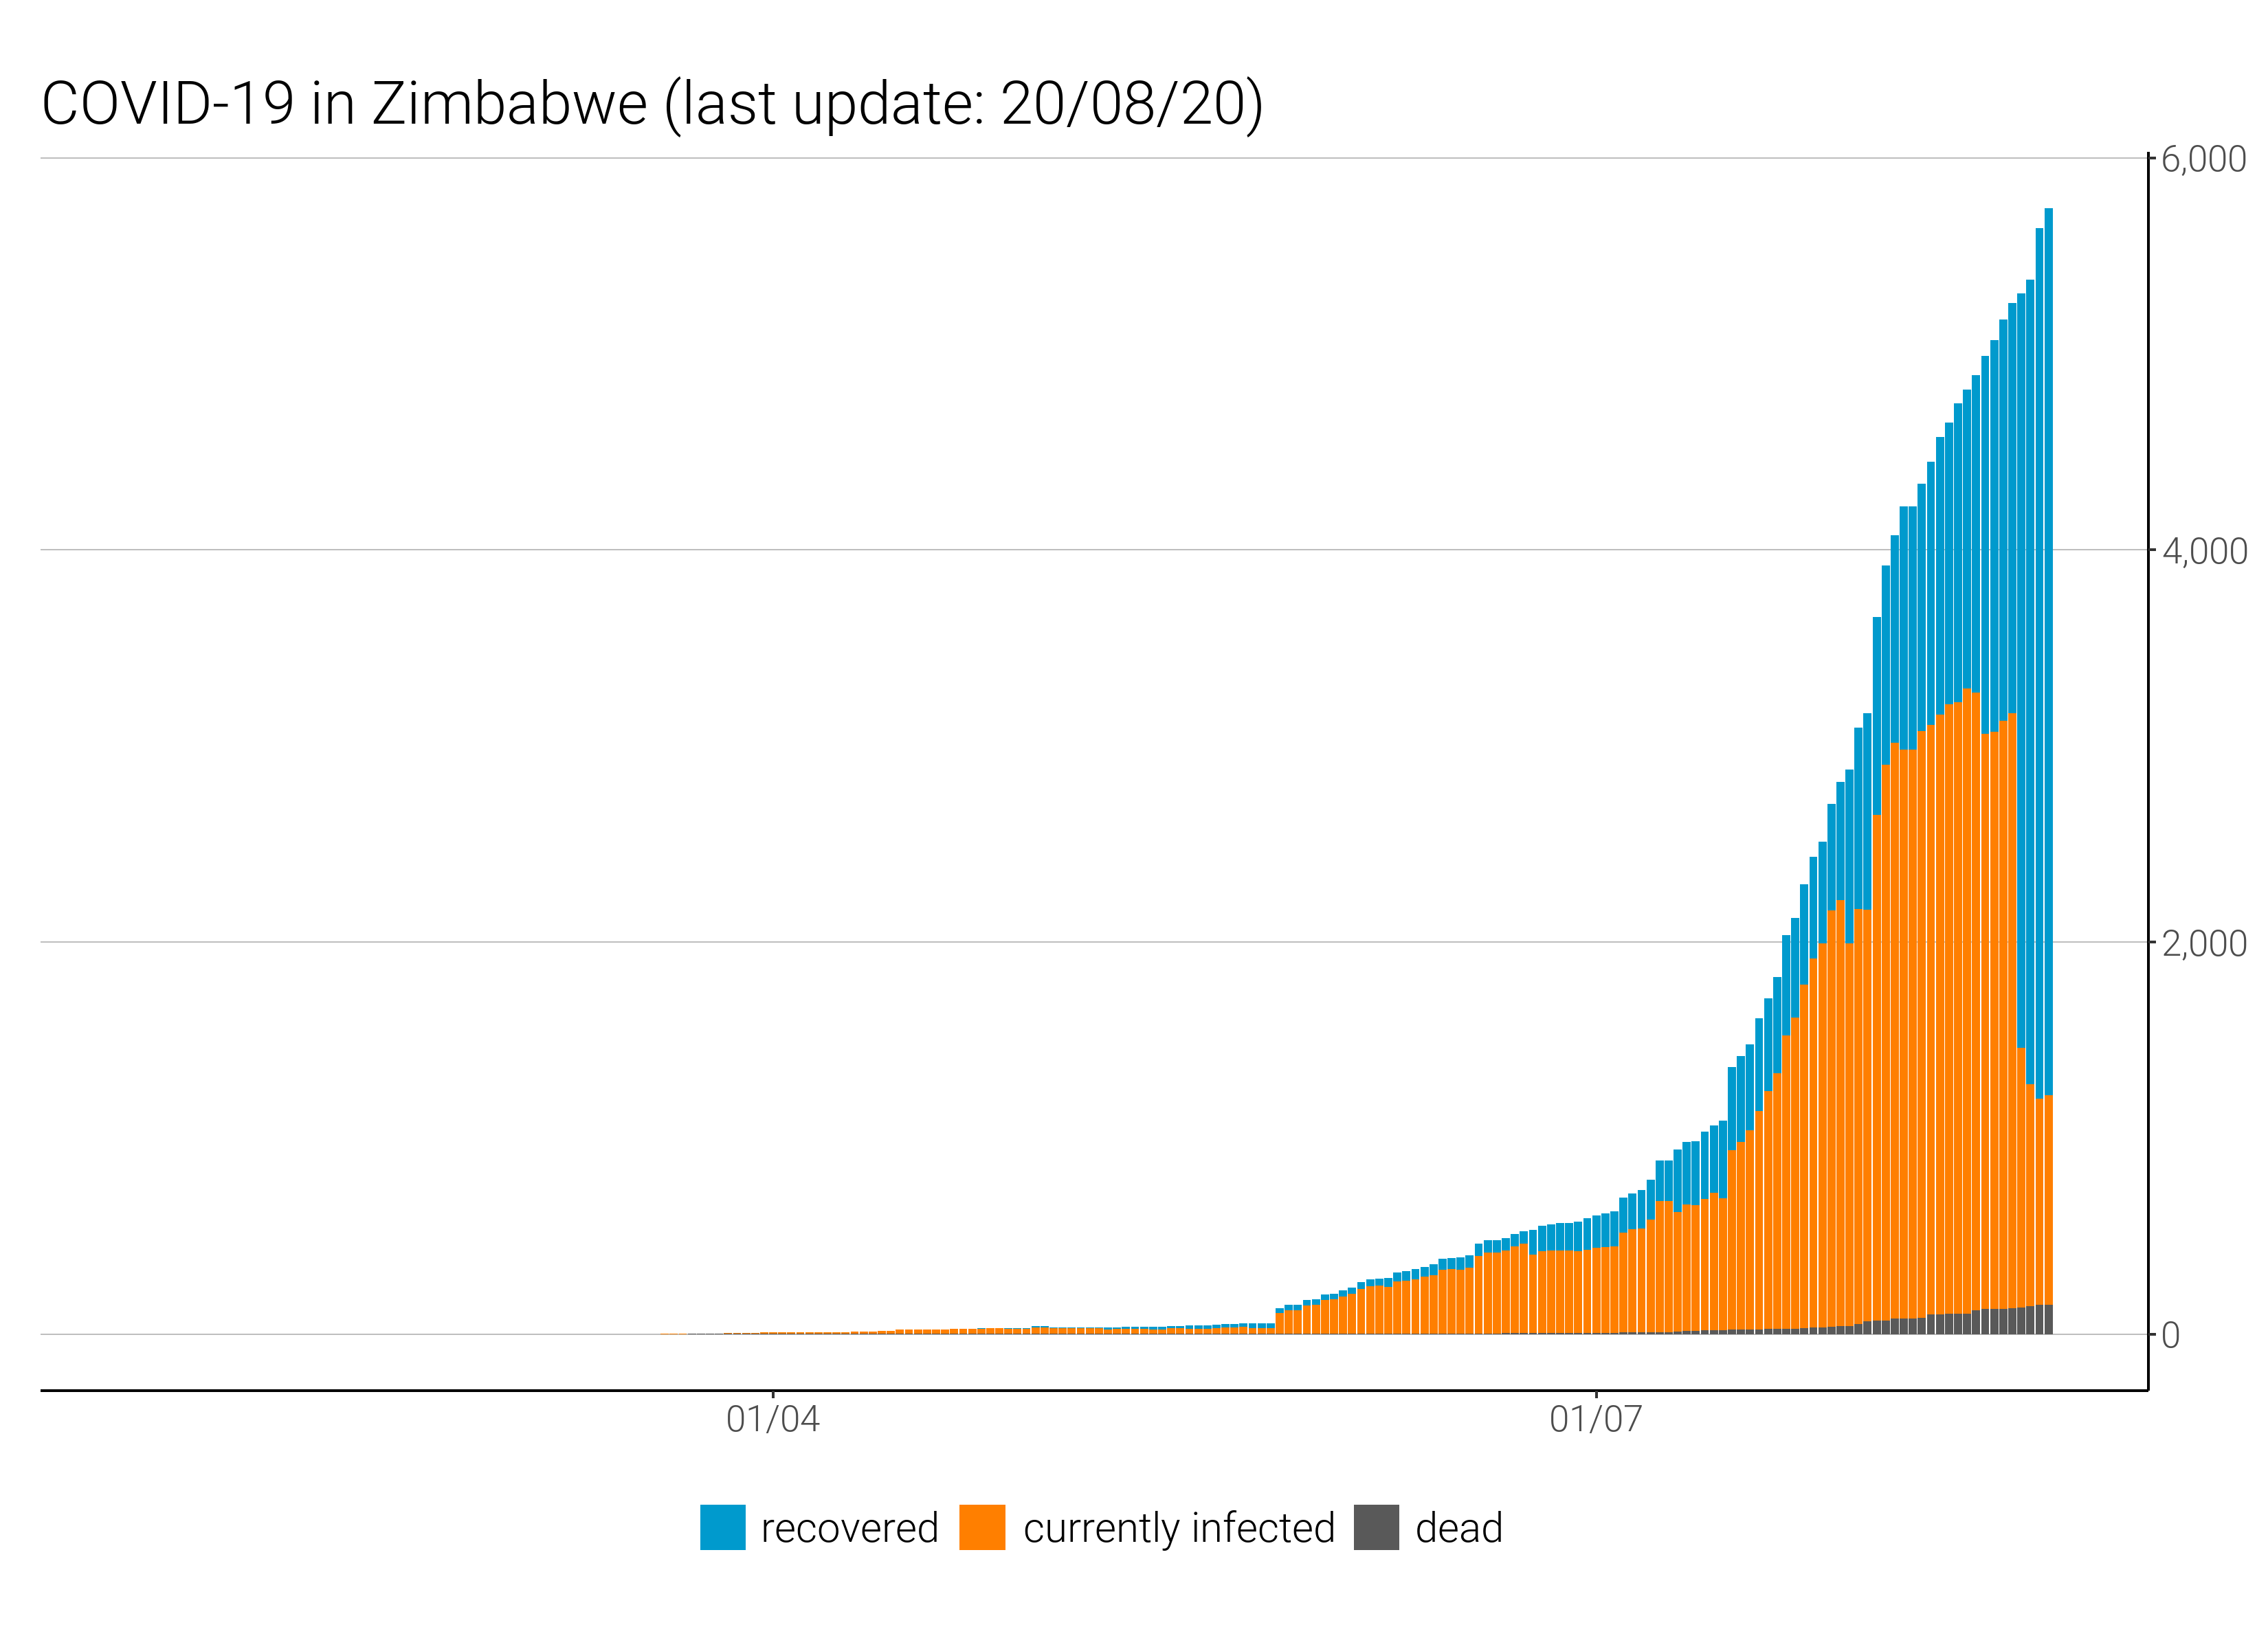 COVID-19 in Zimbabwe (last update: 20/08/20)
6,000
4,000
2,000
0
01/04 01/07
recovered currently infected dead